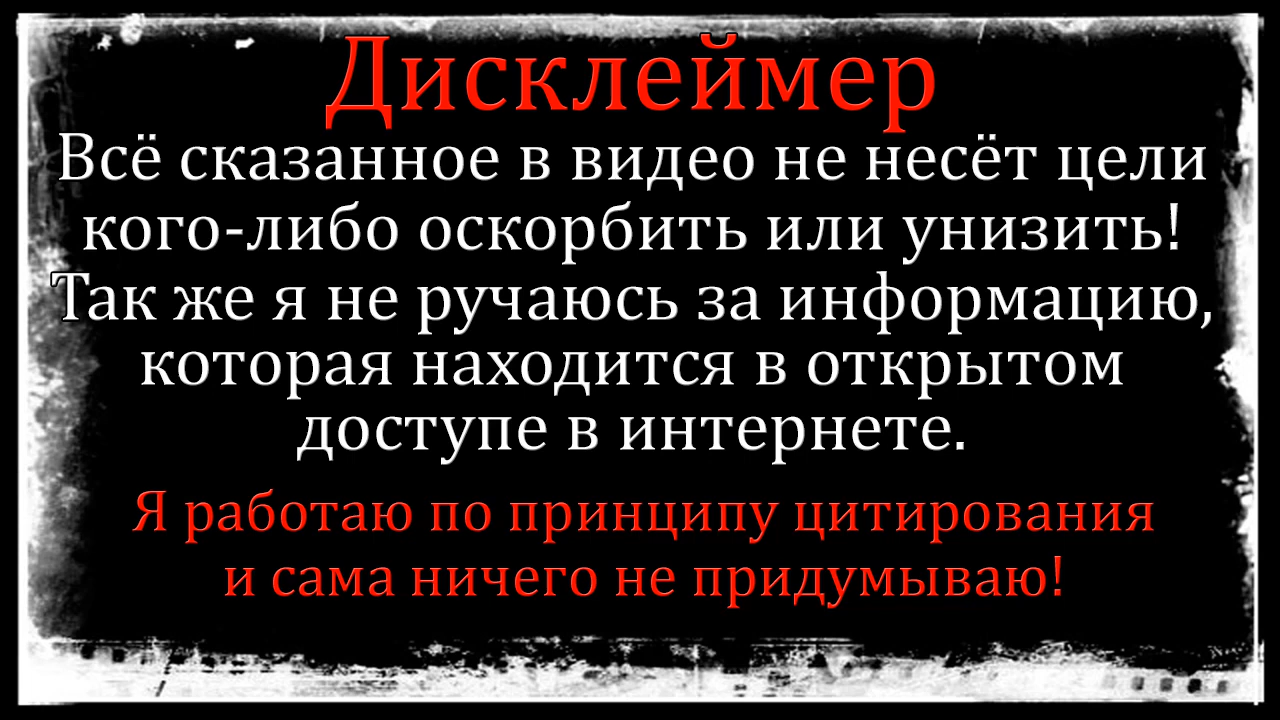 Дисклеймер
Всё сказанное в видео не несёт цели
кого-либо оскорбить или унизить!
Так же я не ручаюсь за информацию,
которая находится в открытом
доступе в интернете.
Я работаю по принципу цитирования
и сама ничего не придумываю!